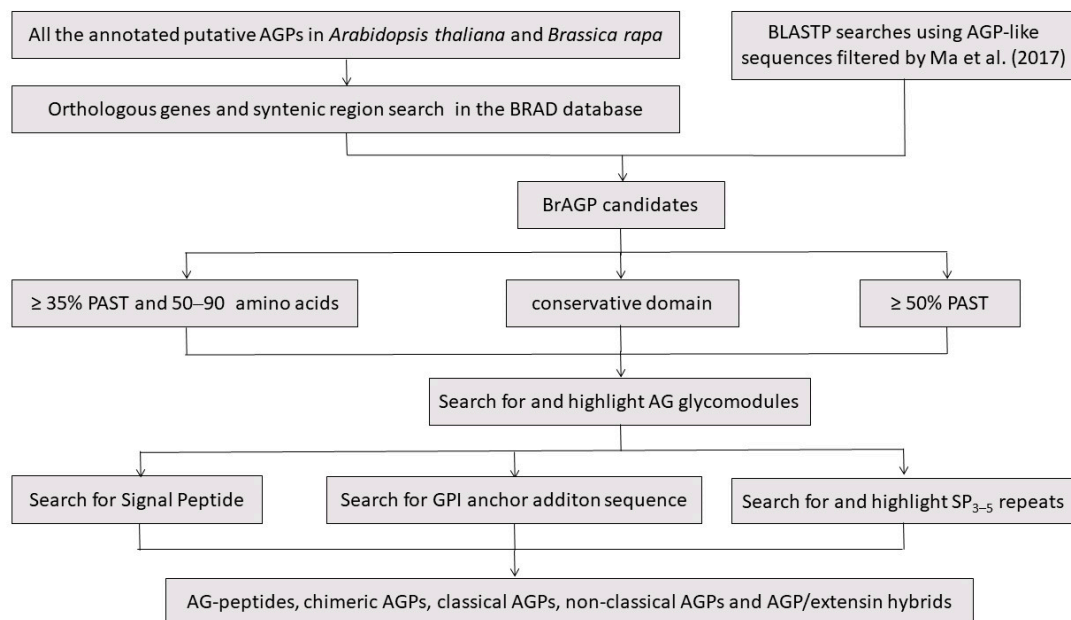 All the annotated putative AGPs in Arabidopsis thaliana and Brassica rapa
BLASTP searches using AGP-like
sequences filtered by Ma et al. (2017)
Orthologous genes and syntenic region search in the BRAD database
BrAGP candidates
≥ 35% PAST and 50–90 amino acids
conservative domain
≥ 50% PAST
Search for and highlight AG glycomodules
Search for Signal Peptide
Search for GPI anchor additon sequence
Search for and highlight SP₃₋₅ repeats
AG-peptides, chimeric AGPs, classical AGPs, non-classical AGPs and AGP/extensin hybrids